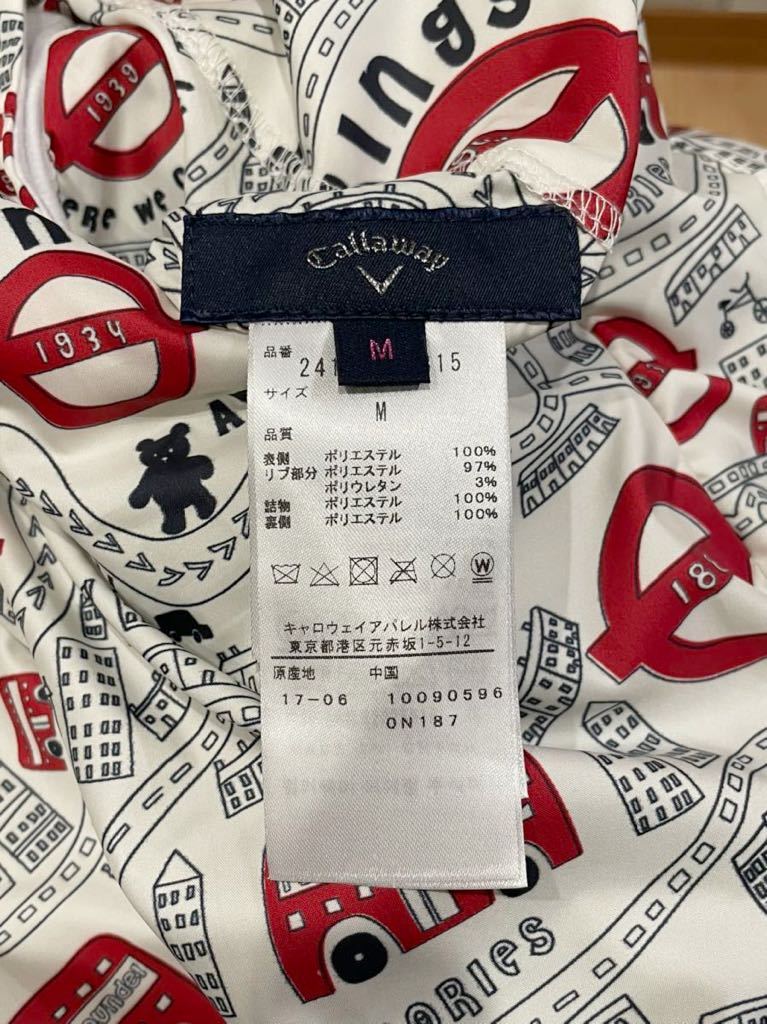 1939
ERE WE
1934
Callaway
M
品番
241 15
サイズ
M
品質
表側 ポリエステル 100%
リブ部分 ポリエステル 97%
ポリウレタン 3%
詰物 ポリエステル 100%
裏側 ポリエステル 100%
W
キャロウェイアパレル株式会社
東京都港区元赤坂1-5-12
原産地 中国
17-06 10090596
0N187
181
ORIES
ORIES